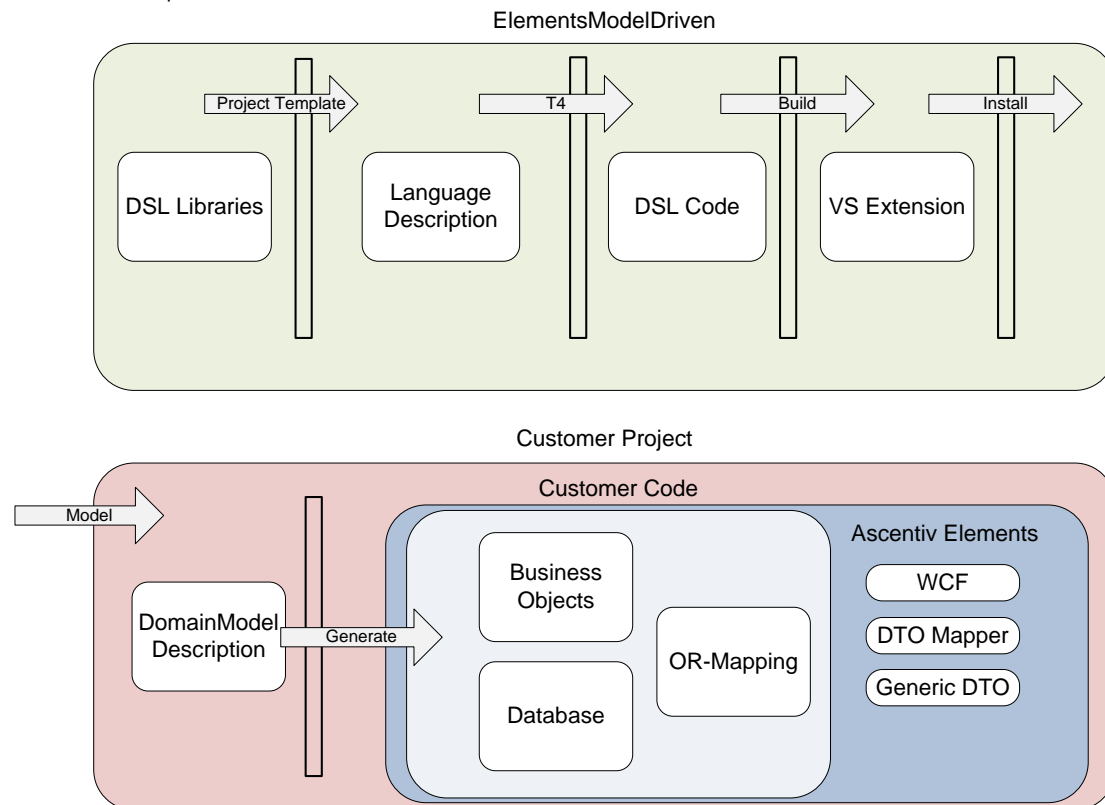 ElementsModelDriven
Project Template
T4
Build
Install
DSL Libraries
Language
Description
DSL Code
VS Extension
Customer Project
Customer Code
Model
Ascentiv Elements
Business
Objects
WCF
DomainModel
Description
Generate
DTO Mapper
OR-Mapping
Generic DTO
Database